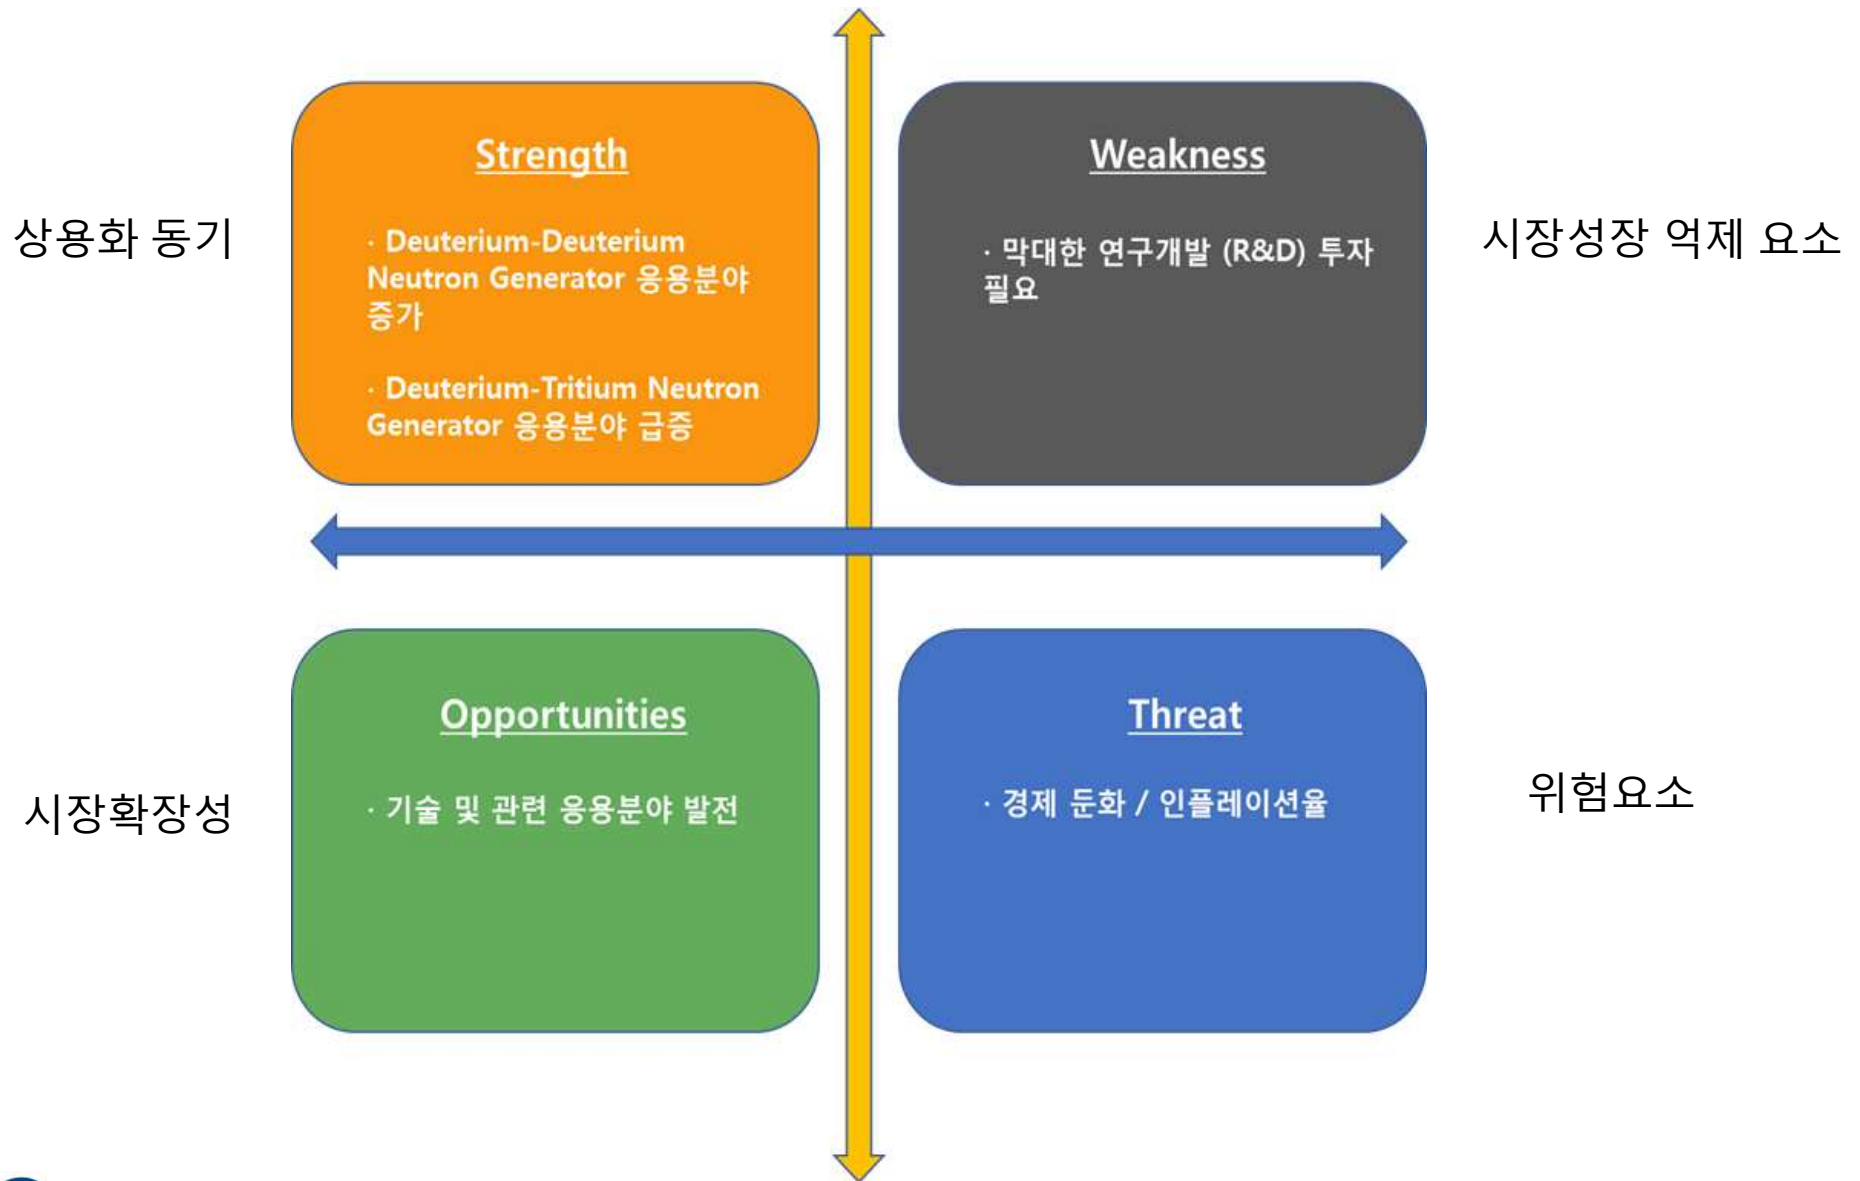 상용화 동기
Strength
· Deuterium-Deuterium
Neutron Generator 응용분야
증가
· Deuterium-Tritium Neutron
Generator 응용분야 급증
Weakness
· 막대한 연구개발 (R&D) 투자
필요
시장성장 억제 요소
시장확장성
Opportunities
· 기술 및 관련 응용분야 발전
Threat
· 경제 둔화 / 인플레이션율
위험요소